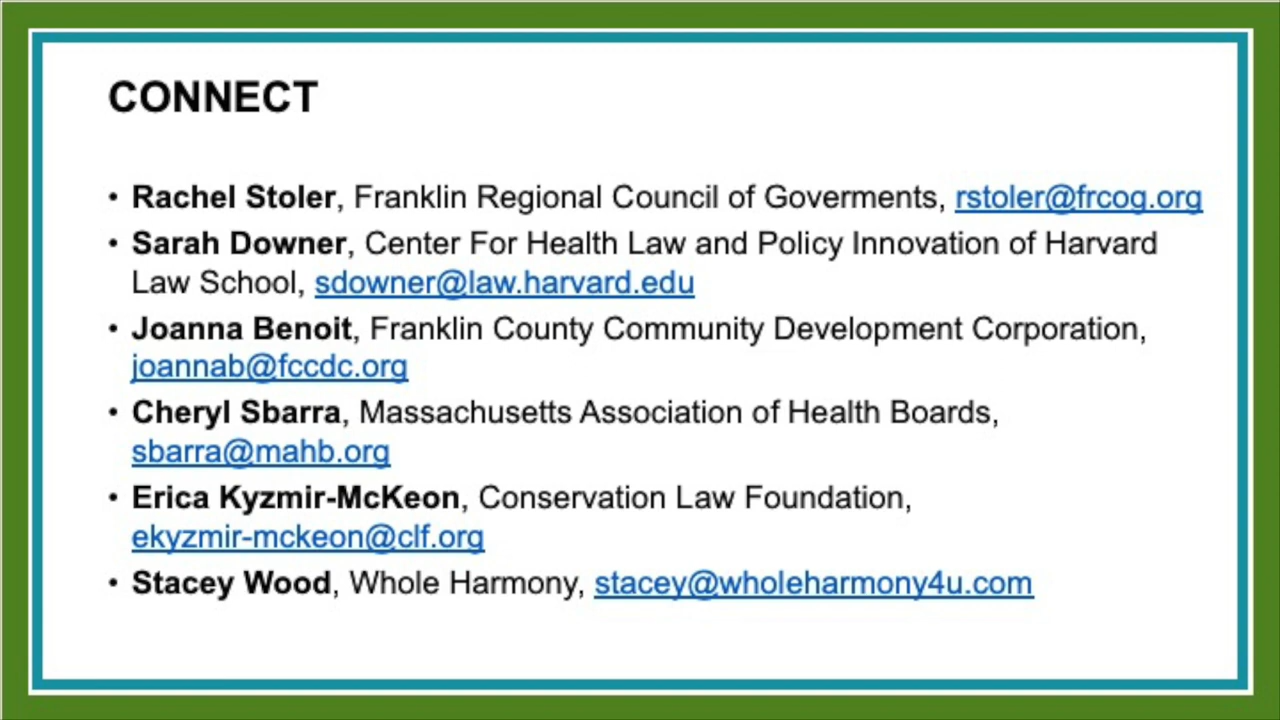 CONNECT
• Rachel Stoler, Franklin Regional Council of Goverments, rstoler@frcog.org
• Sarah Downer, Center For Health Law and Policy Innovation of Harvard
Law School, sdowner@law.harvard.edu
• Joanna Benoit, Franklin County Community Development Corporation,
joannab@fccdc.org
• Cheryl Sbarra, Massachusetts Association of Health Boards,
sbarra@mahb.org
• Erica Kyzmir-McKeon, Conservation Law Foundation,
ekyzmir-mckeon@clf.org
• Stacey Wood, Whole Harmony, stacey@wholeharmony4u.com